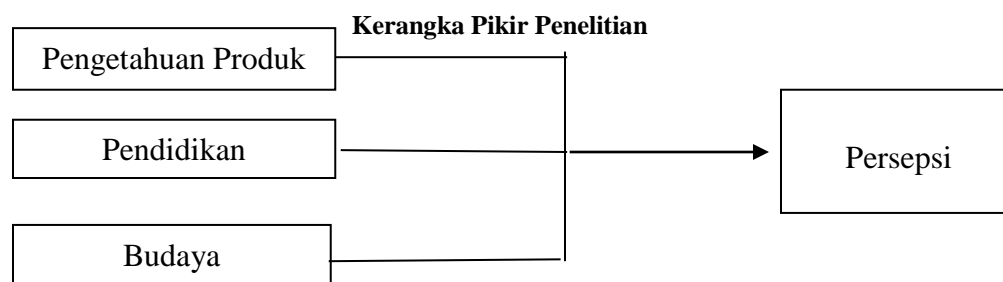 Kerangka Pikir Penelitian
Pengetahuan Produk
Pendidikan
Persepsi
Budaya